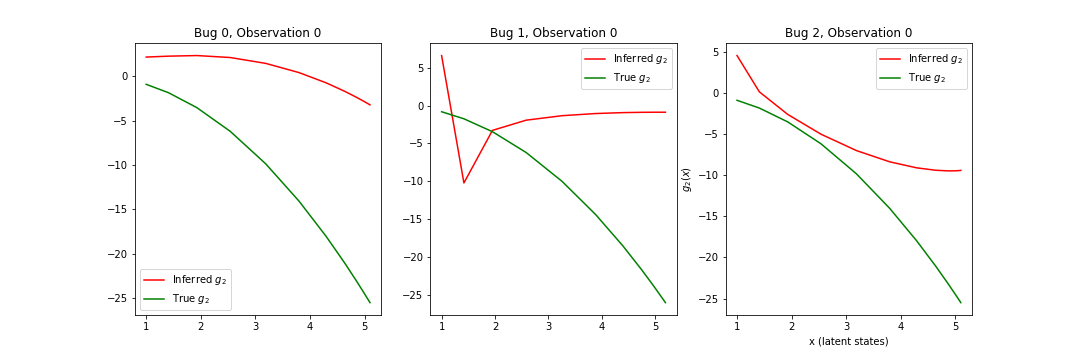 Bug 0, Observation 0
0
−5
−10
−15
−20
−25
1 2 3 4 5
Inferred g₂
True g₂
Bug 1, Observation 0
5
0
−5
−10
−15
−20
−25
1 2 3 4 5
Inferred g₂
True g₂
Bug 2, Observation 0
g₂(x)
5
0
−5
−10
−15
−20
−25
1 2 3 4 5
x (latent states)
Inferred g₂
True g₂